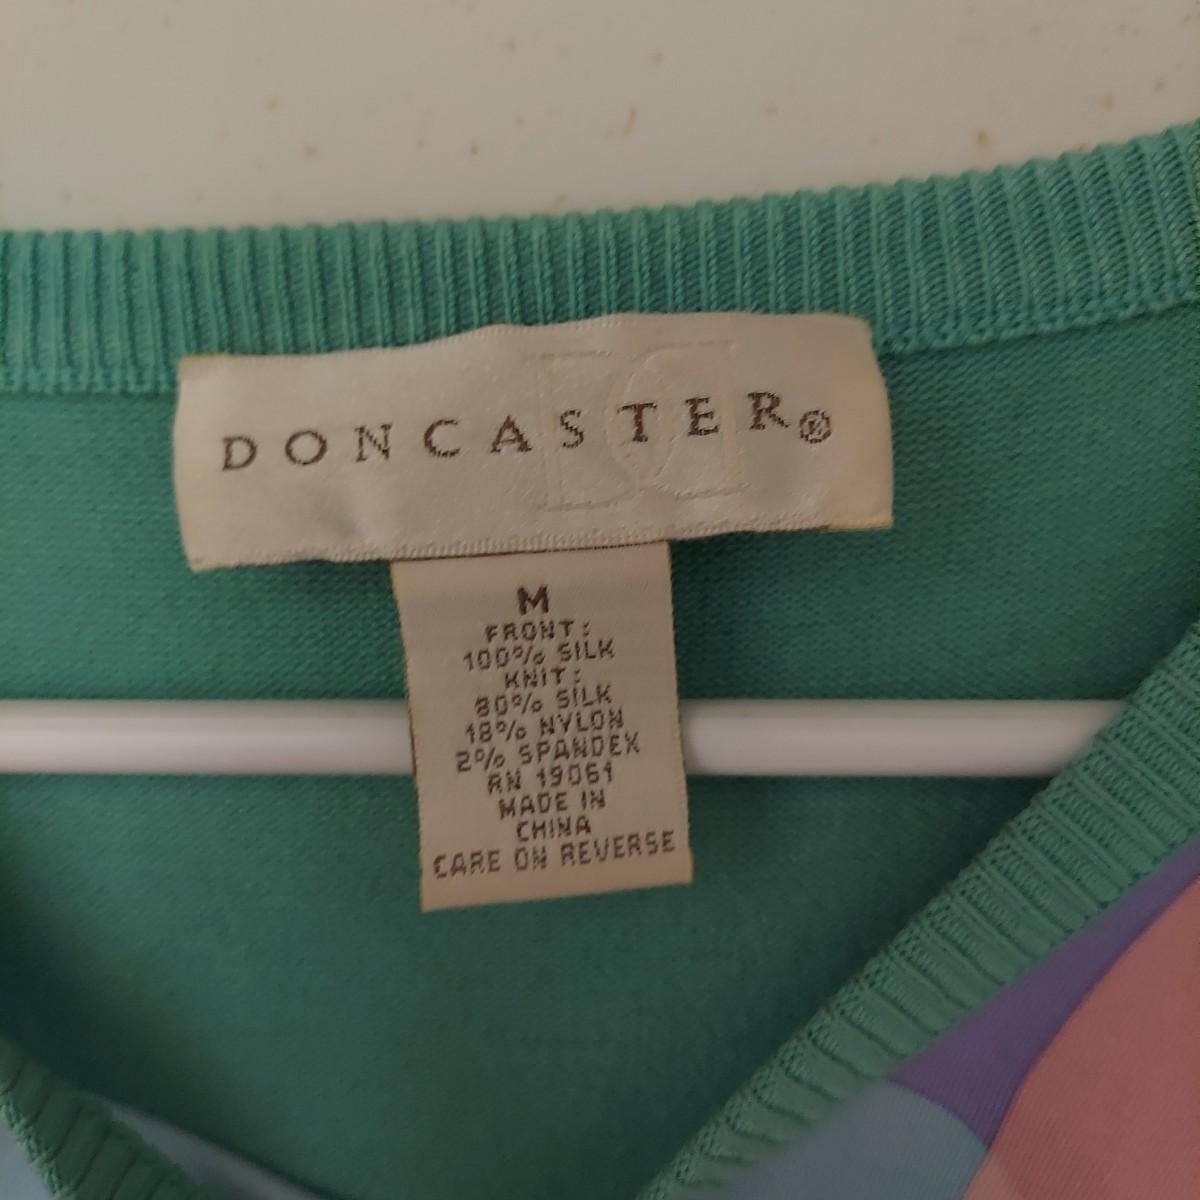 DONCASTER®
M
FRONT:
100% SILK
KNIT:
80% SILK
18% NYLON
2% SPANDEX
RN 19061
MADE IN
CHINA
CARE ON REVERSE